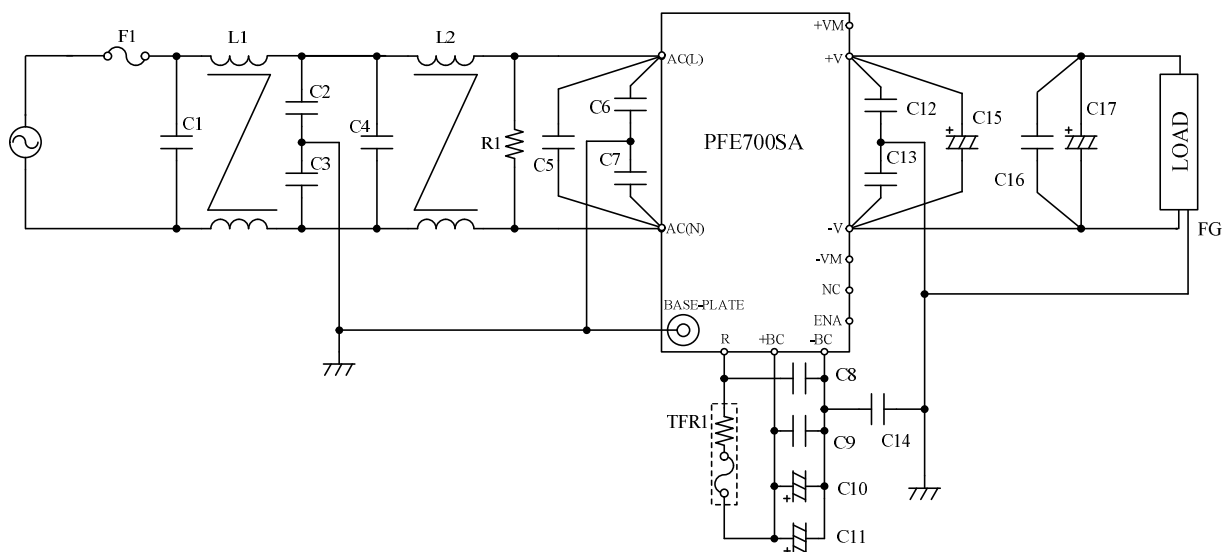 F1
L1
L2
C1
C2
C3
C4
R1
C5
C6
C7
AC(L)
AC(N)
PFE700SA
BASE-PLATE
R
+BC
-BC
+VM
+V
-V
-VM
NC
ENA
C12
C13
C15
+
C16
C17
+
LOAD
FG
TFR1
C8
C9
C14
C10
+
C11
+